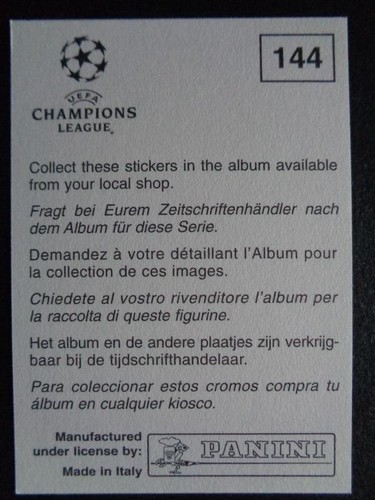 144
UEFA
CHAMPIONS
LEAGUE
Collect these stickers in the album available
from your local shop.
Fragt bei Eurem Zeitschriftenhändler nach
dem Album für diese Serie.
Demandez à votre détaillant l'Album pour
la collection de ces images.
Chiedete al vostro rivenditore l'album per
la raccolta di queste figurine.
Het album en de andere plaatjes zijn verkrijg-
baar bij de tijdschrifthandelaar.
Para coleccionar estos cromos compra tu
álbum en cualquier kiosco.
Manufactured
under license by:
Made in Italy
PANINI